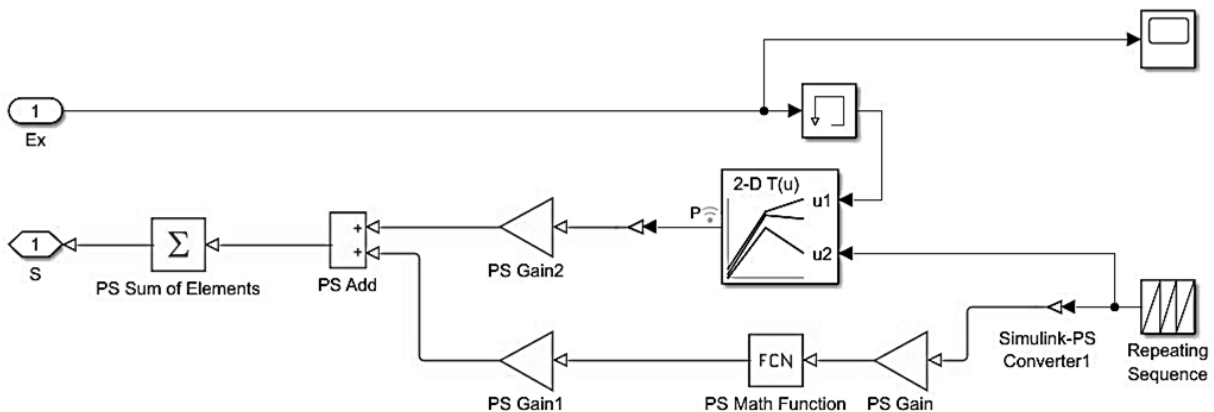 1
Ex
2-D T(u)
u1
P
u2
1
S
+
+
Σ
PS Sum of Elements
PS Add
PS Gain2
Simulink-PS
Converter1
Repeating
Sequence
FCN
PS Gain1
PS Math Function
PS Gain